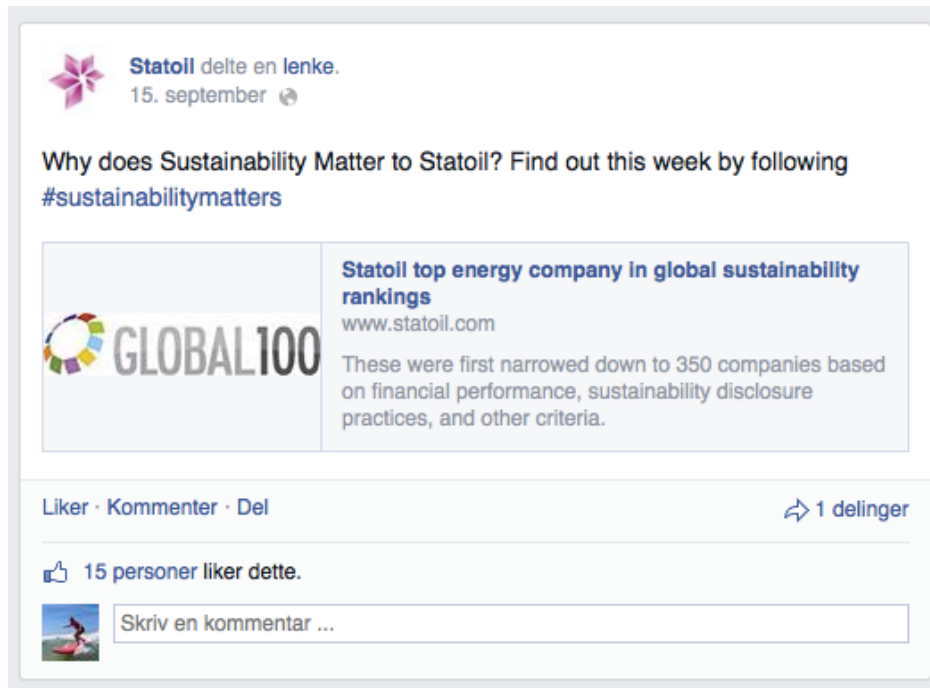 Statoil delte en lenke.
15. september
Why does Sustainability Matter to Statoil? Find out this week by following
#sustainabilitymatters
GLOBAL100
Statoil top energy company in global sustainability
rankings
www.statoil.com
These were first narrowed down to 350 companies based
on financial performance, sustainability disclosure
practices, and other criteria.
Liker · Kommenter · Del
1 delinger
15 personer liker dette.
Skriv en kommentar ...